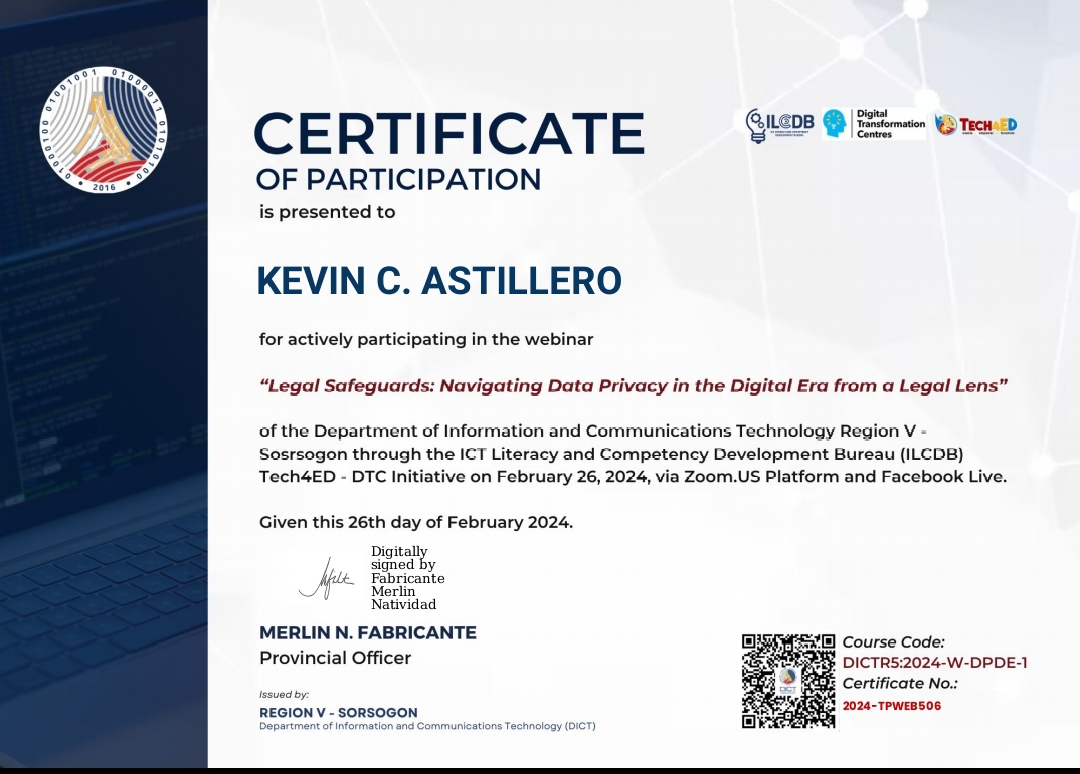 01000100 01001001 01000011 01010100
2016
CERTIFICATE
OF PARTICIPATION
is presented to
ILCDB
Digital
Transformation
Centres
TECH4ED
KEVIN C. ASTILLERO
for actively participating in the webinar
“Legal Safeguards: Navigating Data Privacy in the Digital Era from a Legal Lens”
of the Department of Information and Communications Technology Region V -
Sosrsogon through the ICT Literacy and Competency Development Bureau (ILCDB)
Tech4ED - DTC Initiative on February 26, 2024, via Zoom.US Platform and Facebook Live.
Given this 26th day of February 2024.
Digitally
signed by
Fabricante
Merlin
Natividad
MERLIN N. FABRICANTE
Provincial Officer
Issued by:
REGION V - SORSOGON
Department of Information and Communications Technology (DICT)
DICT
Course Code:
DICTR5:2024-W-DPDE-1
Certificate No.:
2024-TPWEB506